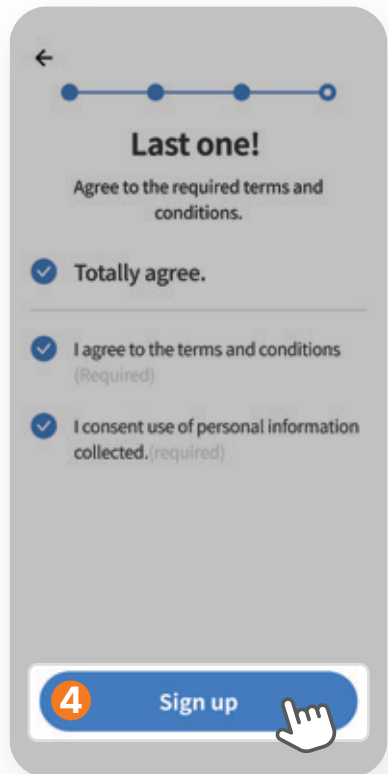 Last one!
Agree to the required terms and
conditions.
Totally agree.
I agree to the terms and conditions
(Required)
I consent use of personal information
collected.(required)
4 Sign up